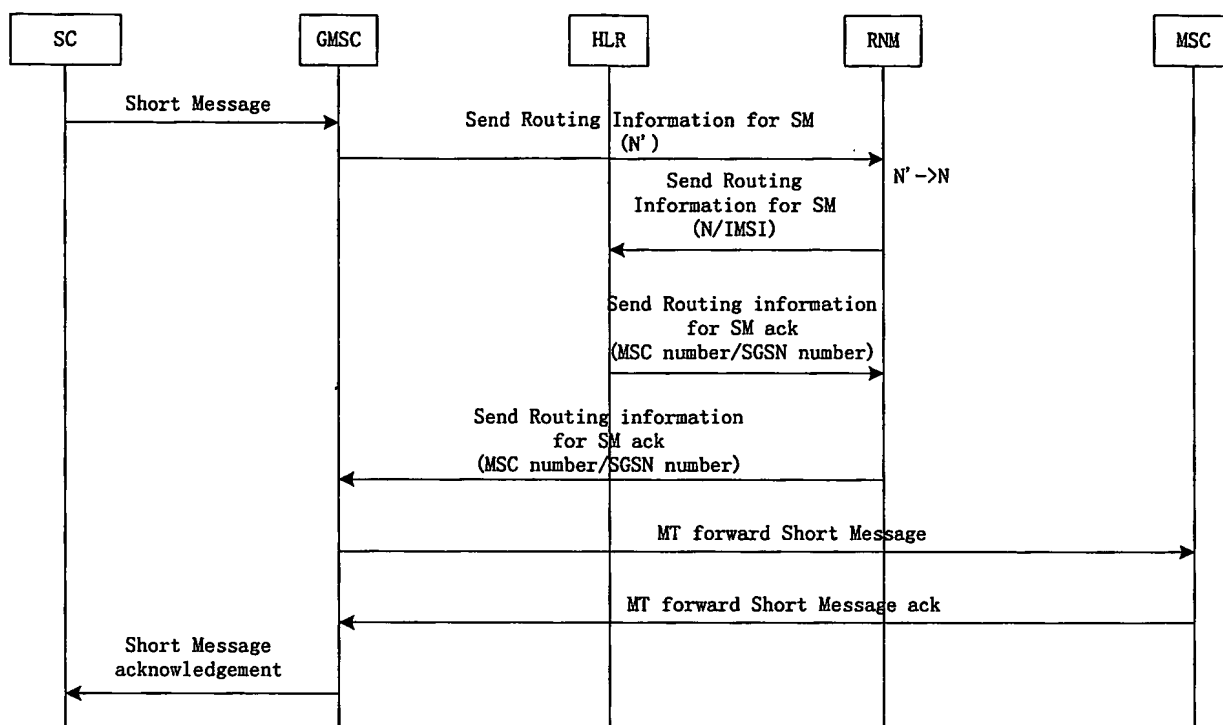 SC
GMSC
HLR
RNM
MSC
Short Message
Send Routing Information for SM
(N')
N'->N
Send Routing
Information for SM
(N/IMSI)
Send Routing information
for SM ack
(MSC number/SGSN number)
Send Routing information
for SM ack
(MSC number/SGSN number)
MT forward Short Message
MT forward Short Message ack
Short Message
acknowledgement